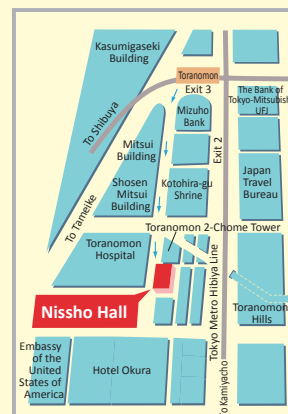 Kasumigaseki
Building
Toranomon
Exit 3
The Bank of
Tokyo-Mitsubishi
UFJ
Mizuho
Bank
To Shibuya
Exit 2
Mitsui
Building
Shosen
Mitsui
Building
Kotohira-gu
Shrine
Japan
Travel
Bureau
To Tameike
Toranomon 2-Chome Tower
Toranomon
Hospital
Tokyo Metro Hibiya Line
Nissho Hall
Toranomon
Hills
Embassy
of the
United
States of
America
Hotel Okura
To Kamiyacho